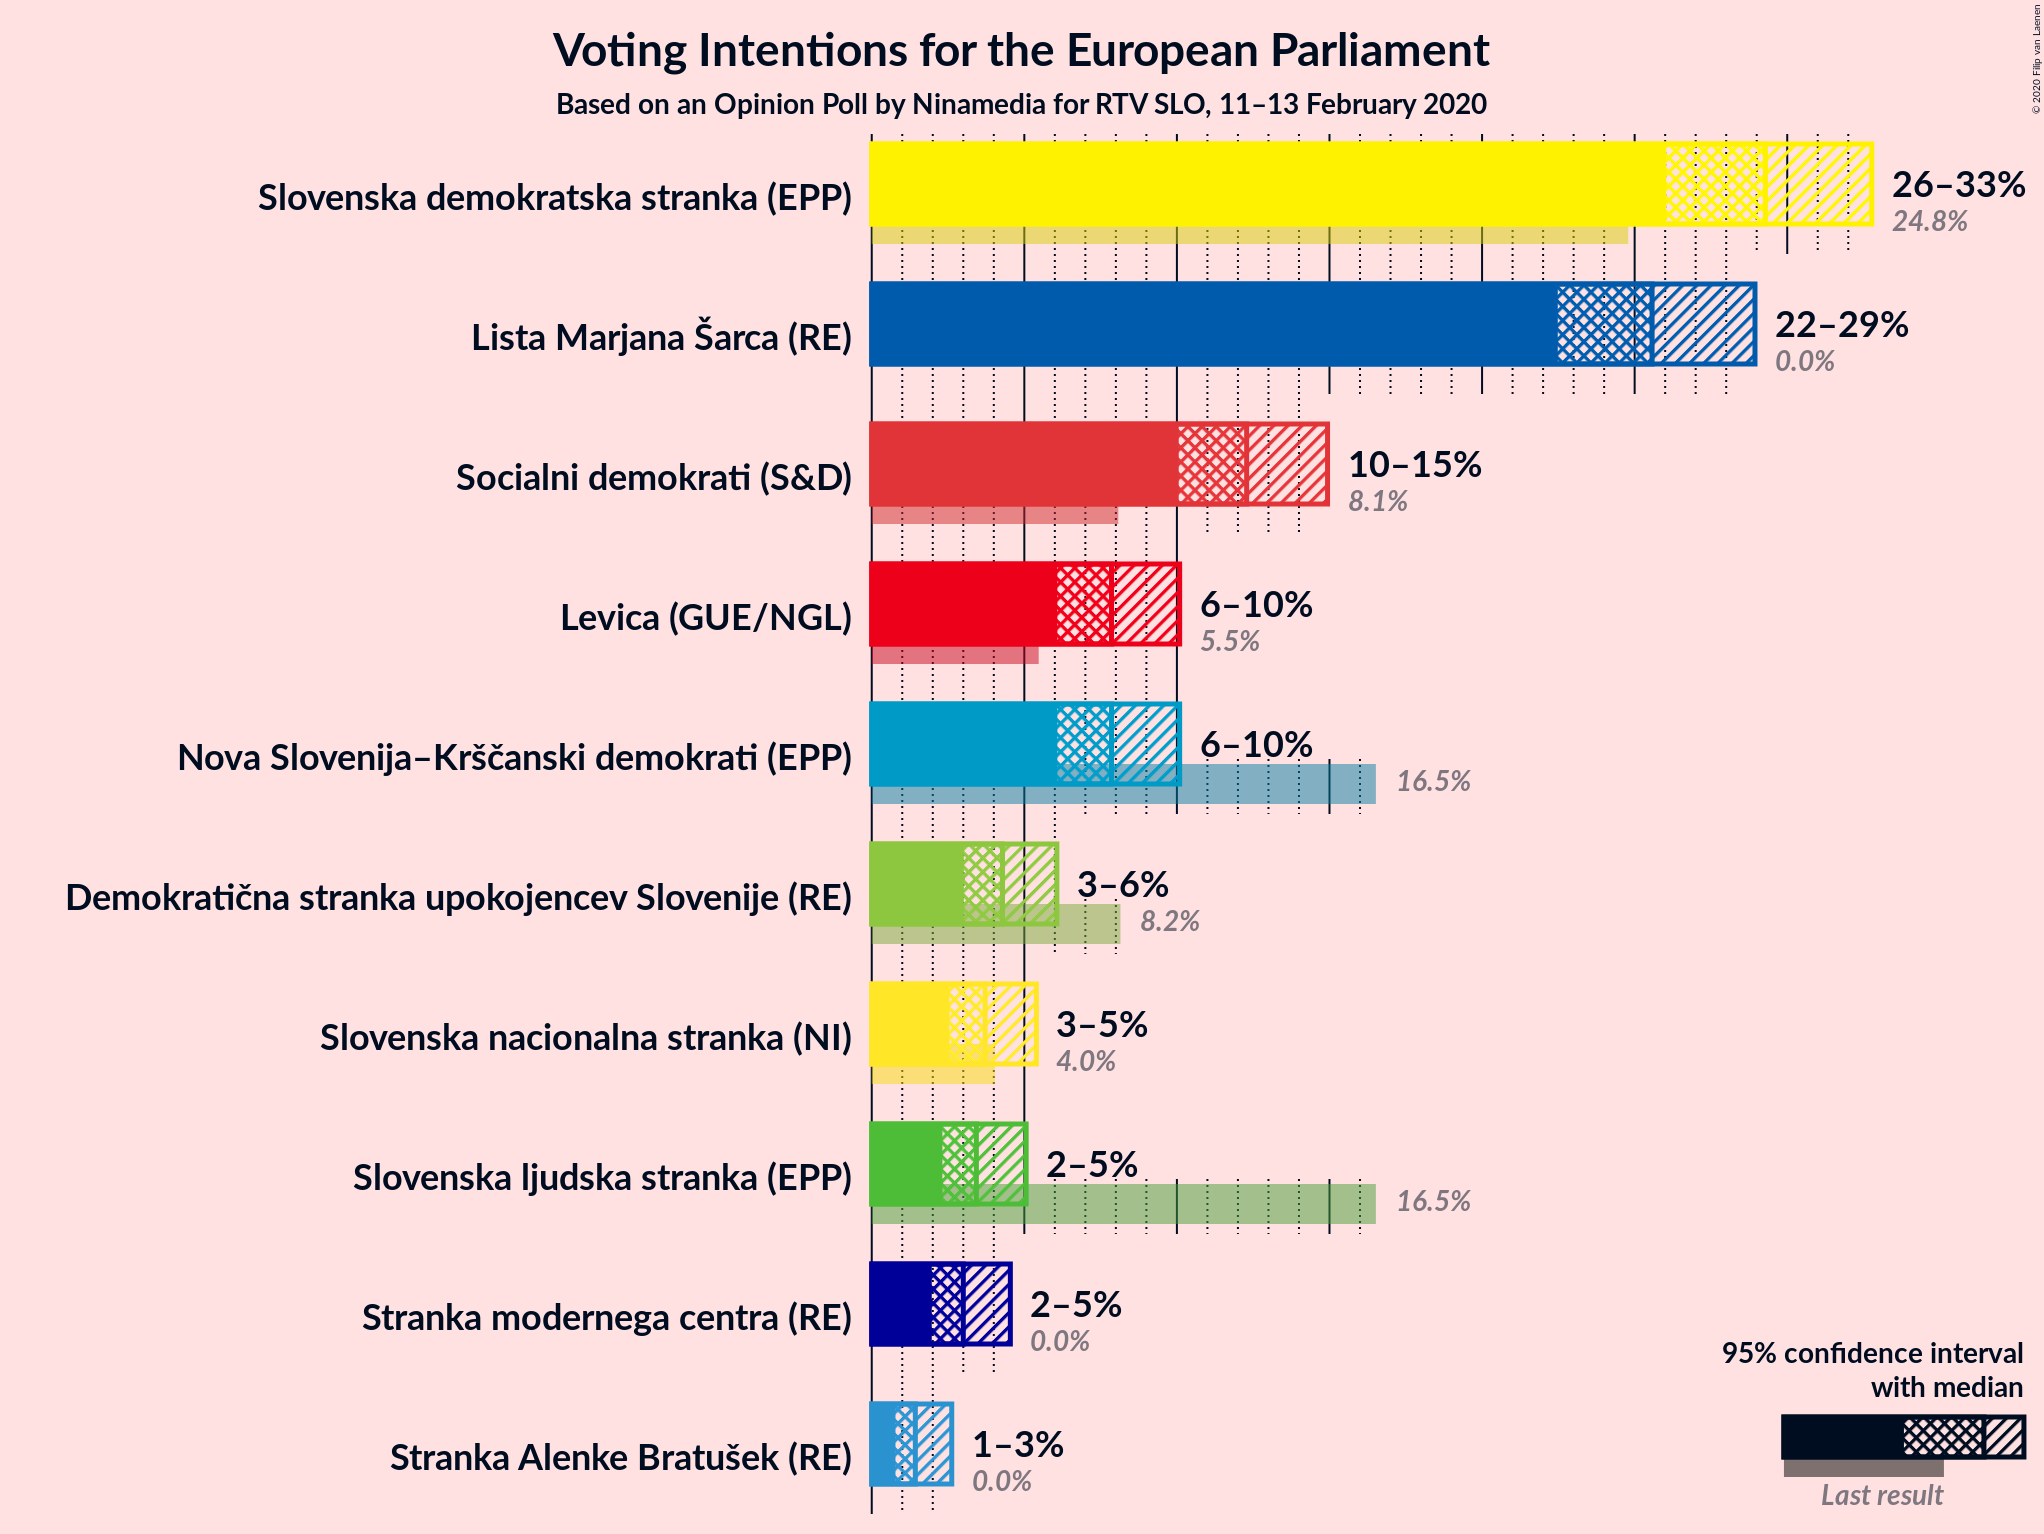 Voting Intentions for the European Parliament
Based on an Opinion Poll by Ninamedia for RTV SLO, 11–13 February 2020
© 2020 Filip van Laenen
Slovenska demokratska stranka (EPP)
26–33%
24.8%
Lista Marjana Šarca (RE)
22–29%
0.0%
Socialni demokrati (S&D)
10–15%
8.1%
Levica (GUE/NGL)
6–10%
5.5%
Nova Slovenija–Krščanski demokrati (EPP)
6–10%
16.5%
Demokratična stranka upokojencev Slovenije (RE)
3–6%
8.2%
Slovenska nacionalna stranka (NI)
3–5%
4.0%
Slovenska ljudska stranka (EPP)
2–5%
16.5%
Stranka modernega centra (RE)
2–5%
0.0%
Stranka Alenke Bratušek (RE)
1–3%
0.0%
95% confidence interval
with median
Last result